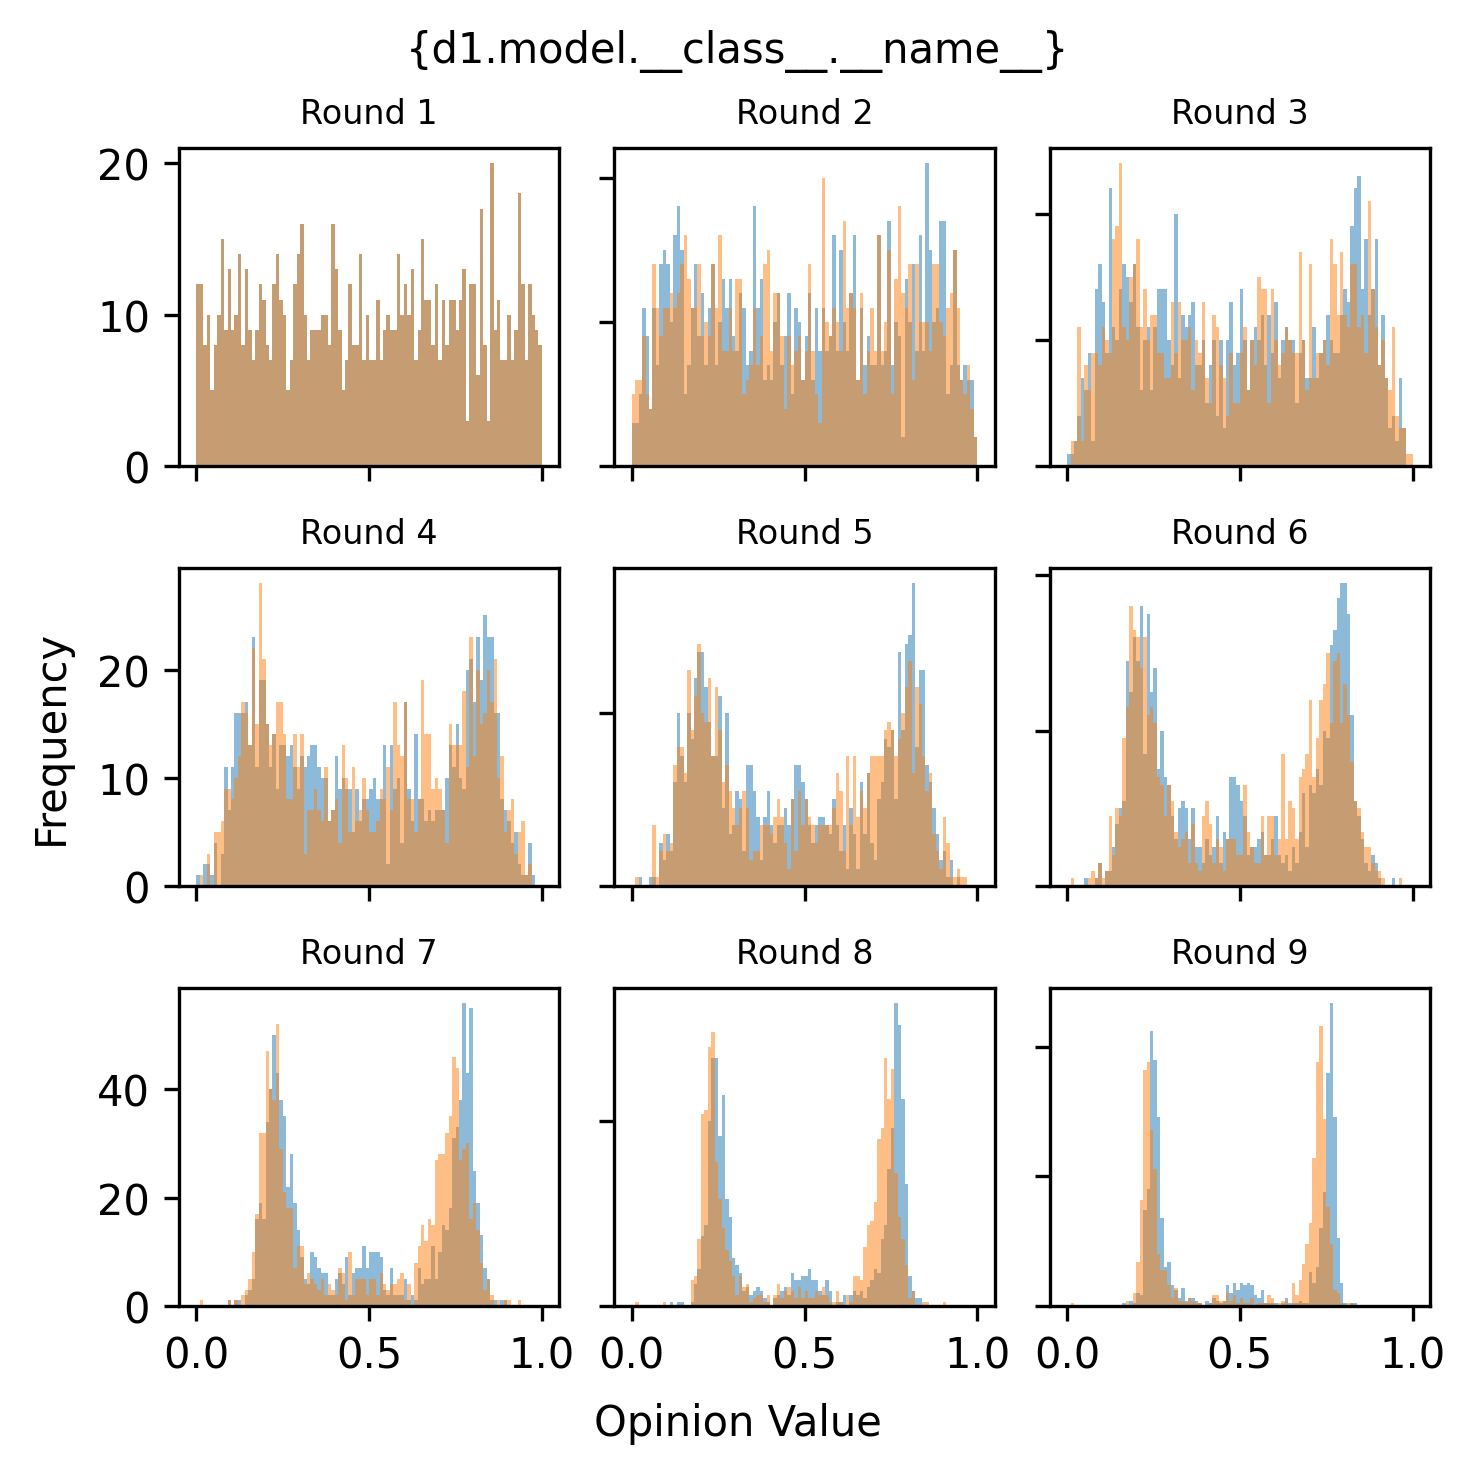 {d1.model.__class__.__name__}
Round 1
Round 2
Round 3
20
10
0
Round 4
Round 5
Round 6
20
10
0
Frequency
Round 7
Round 8
Round 9
40
20
0
0.0 0.5 1.0
0.0 0.5 1.0
0.0 0.5 1.0
Opinion Value